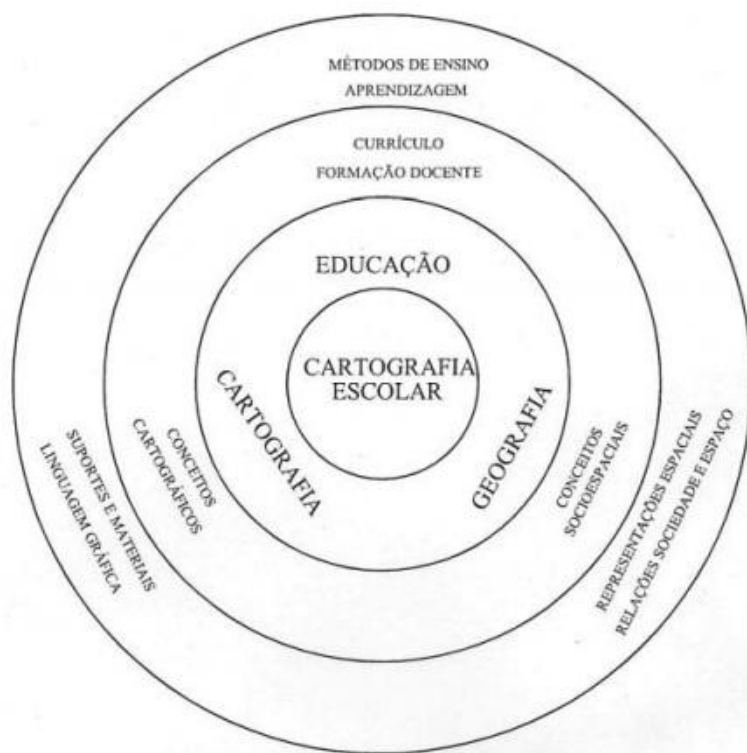 MÉTODOS DE ENSINO
APRENDIZAGEM
CURRÍCULO
FORMAÇÃO DOCENTE
EDUCAÇÃO
CARTOGRAFIA
ESCOLAR
CARTOGRAFIA
GEOGRAFIA
CONCEITOS
CARTOGRÁFICOS
CONCEITOS
SOCIOESPACIAIS
SUPORTES E MATERIAIS
LINGUAGEM GRÁFICA
REPRESENTAÇÕES ESPACIAIS
RELAÇÕES SOCIEDADE E ESPAÇO